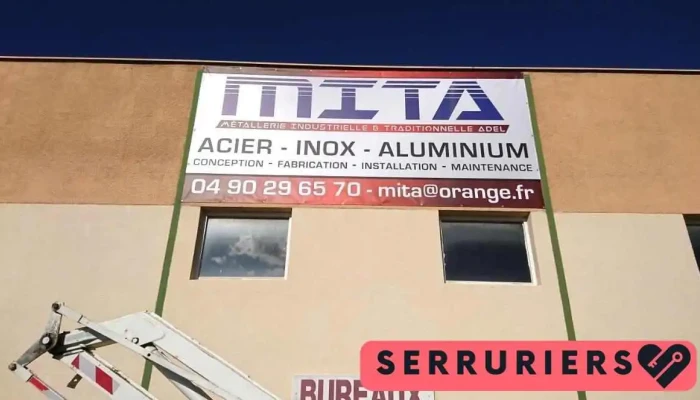 MITA
MÉTALLERIE INDUSTRIELLE & TRADITIONNELLE ADEL
ACIER - INOX - ALUMINIUM
CONCEPTION - FABRICATION - INSTALLATION - MAINTENANCE
04 90 29 65 70 - mita@orange.fr
SERRURIERS
BUREAUX